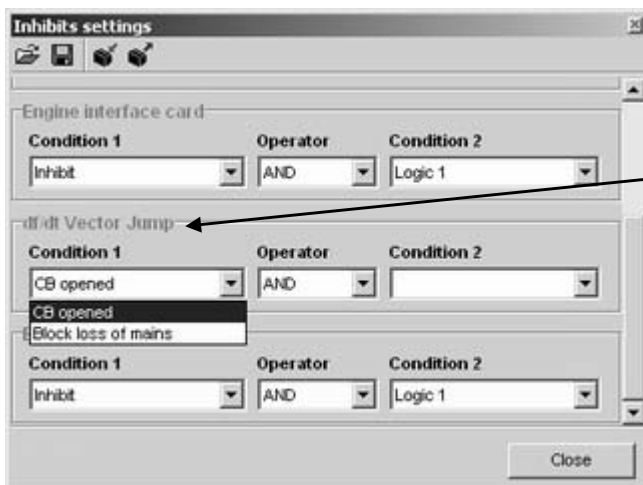 Inhibits settings
Engine interface card
Condition 1 Operator Condition 2
Inhibit AND Logic 1
df/dt Vector Jump
Condition 1 Operator Condition 2
CB opened AND
CB opened
Block loss of mains
Condition 1 Operator Condition 2
Inhibit AND Logic 1
Close